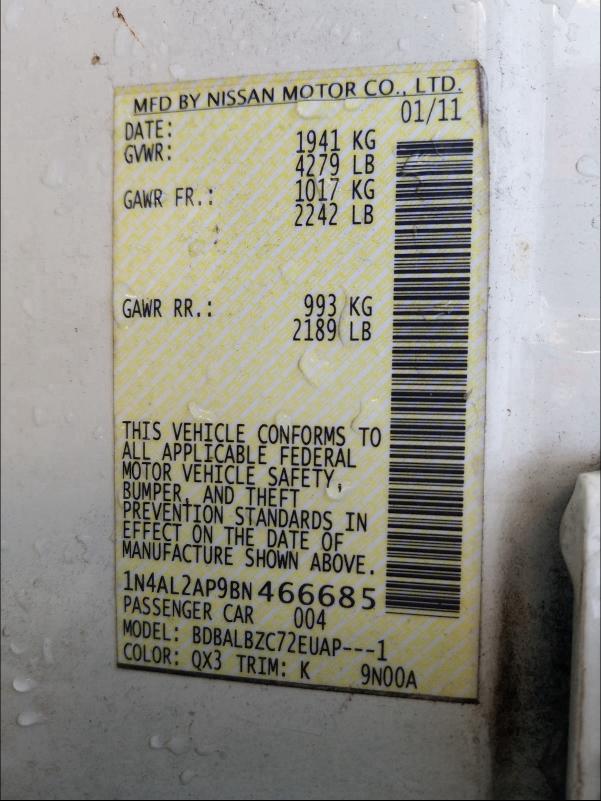 MFD BY NISSAN MOTOR CO., LTD.
DATE: 01/11
GVWR: 1941 KG
4279 LB
GAWR FR.: 1017 KG
2242 LB
GAWR RR.: 993 KG
2189 LB
THIS VEHICLE CONFORMS TO
ALL APPLICABLE FEDERAL
MOTOR VEHICLE SAFETY,
BUMPER, AND THEFT
PREVENTION STANDARDS IN
EFFECT ON THE DATE OF
MANUFACTURE SHOWN ABOVE.
1N4AL2AP9BN466685
PASSENGER CAR 004
MODEL: BDBALBZC72EUAP---1
COLOR: QX3 TRIM: K 9N00A